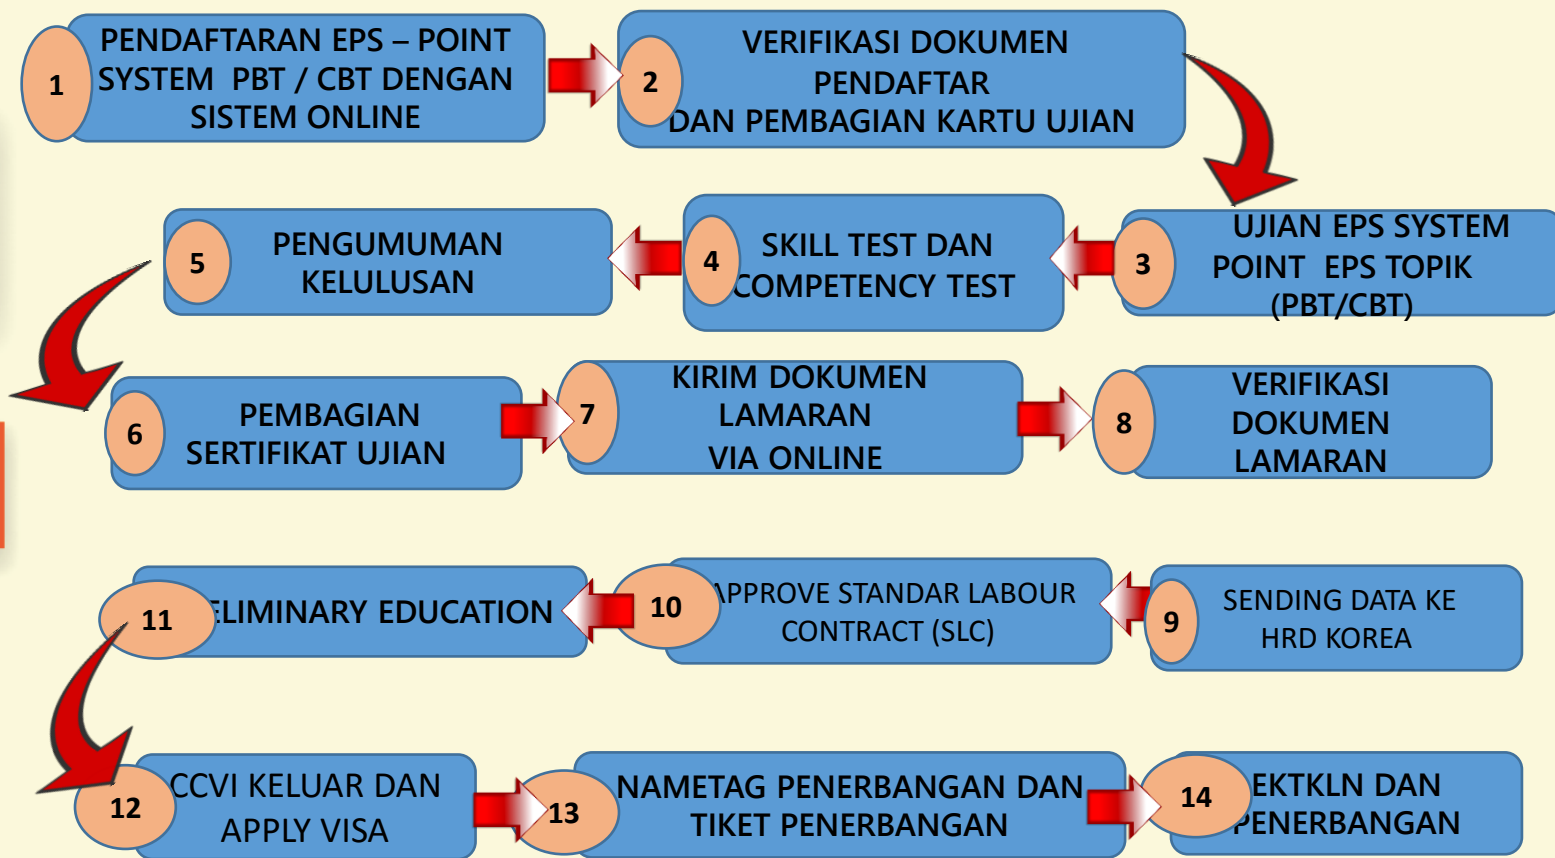 1
PENDAFTARAN EPS – POINT
SYSTEM PBT / CBT DENGAN
SISTEM ONLINE
2
VERIFIKASI DOKUMEN
PENDAFTAR
DAN PEMBAGIAN KARTU UJIAN
3
UJIAN EPS SYSTEM
POINT EPS TOPIK
(PBT/CBT)
4
SKILL TEST DAN
COMPETENCY TEST
5
PENGUMUMAN
KELULUSAN
6
PEMBAGIAN
SERTIFIKAT UJIAN
7
KIRIM DOKUMEN
LAMARAN
VIA ONLINE
8
VERIFIKASI
DOKUMEN
LAMARAN
9
SENDING DATA KE
HRD KOREA
10
APPROVE STANDAR LABOUR
CONTRACT (SLC)
11
ELIMINARY EDUCATION
12
CCVI KELUAR DAN
APPLY VISA
13
NAMETAG PENERBANGAN DAN
TIKET PENERBANGAN
14
EKTKLN DAN
PENERBANGAN